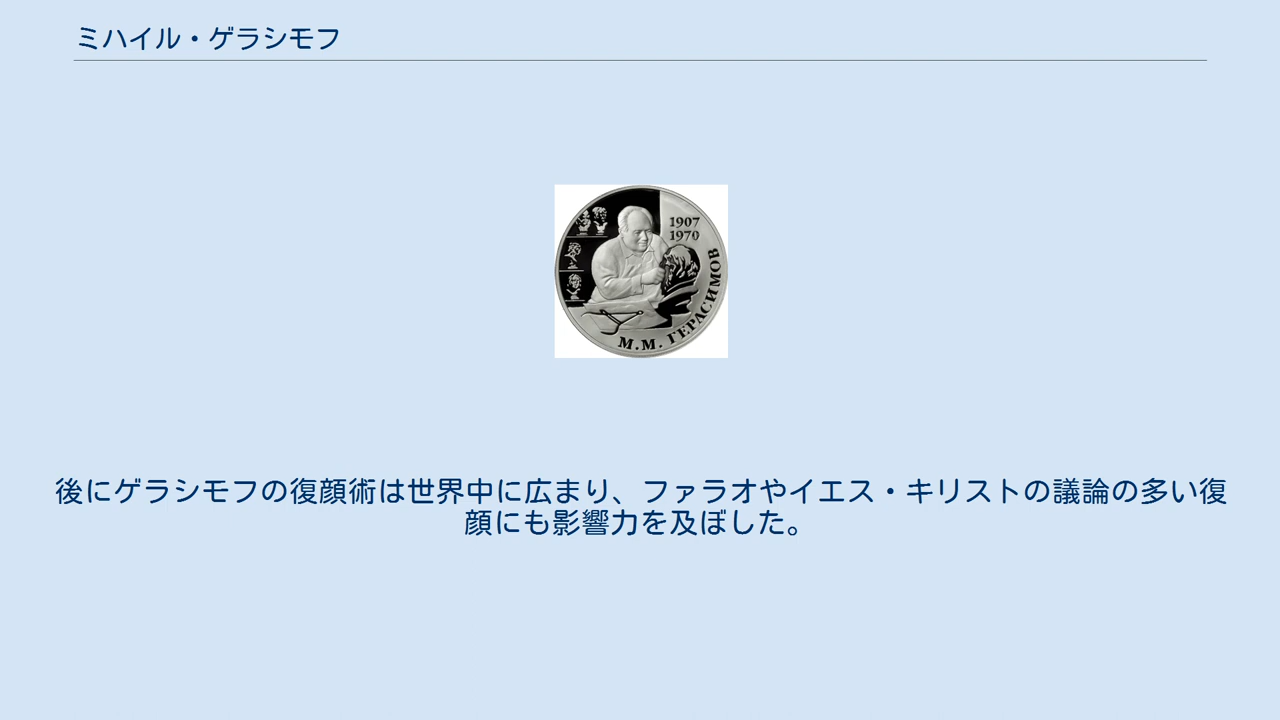 ミハイル・ゲラシモフ
1907
1970
М.М. ГЕРАСИМОВ
後にゲラシモフの復顔術は世界中に広まり、ファラオやイエス・キリストの議論の多い復
顔にも影響力を及ぼした。